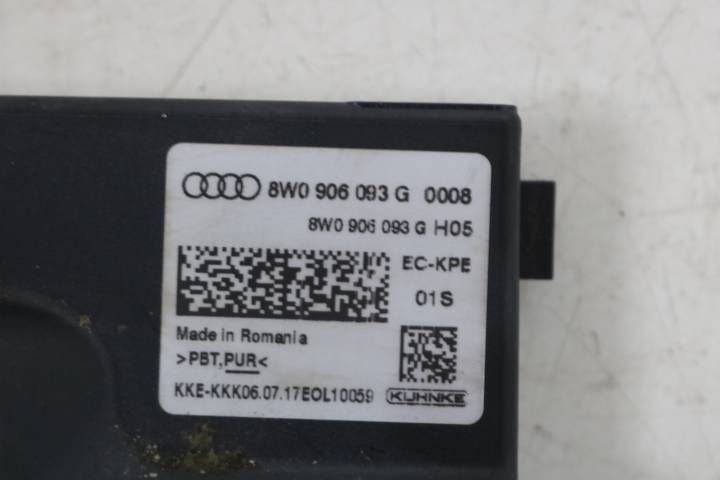 8W0 906 093 G 0008
8W0 906 093 G H05
EC-KPE
01S
Made in Romania
>PBT,PUR<
KKE-KKK06.07.17EOL10059 KUHNKE